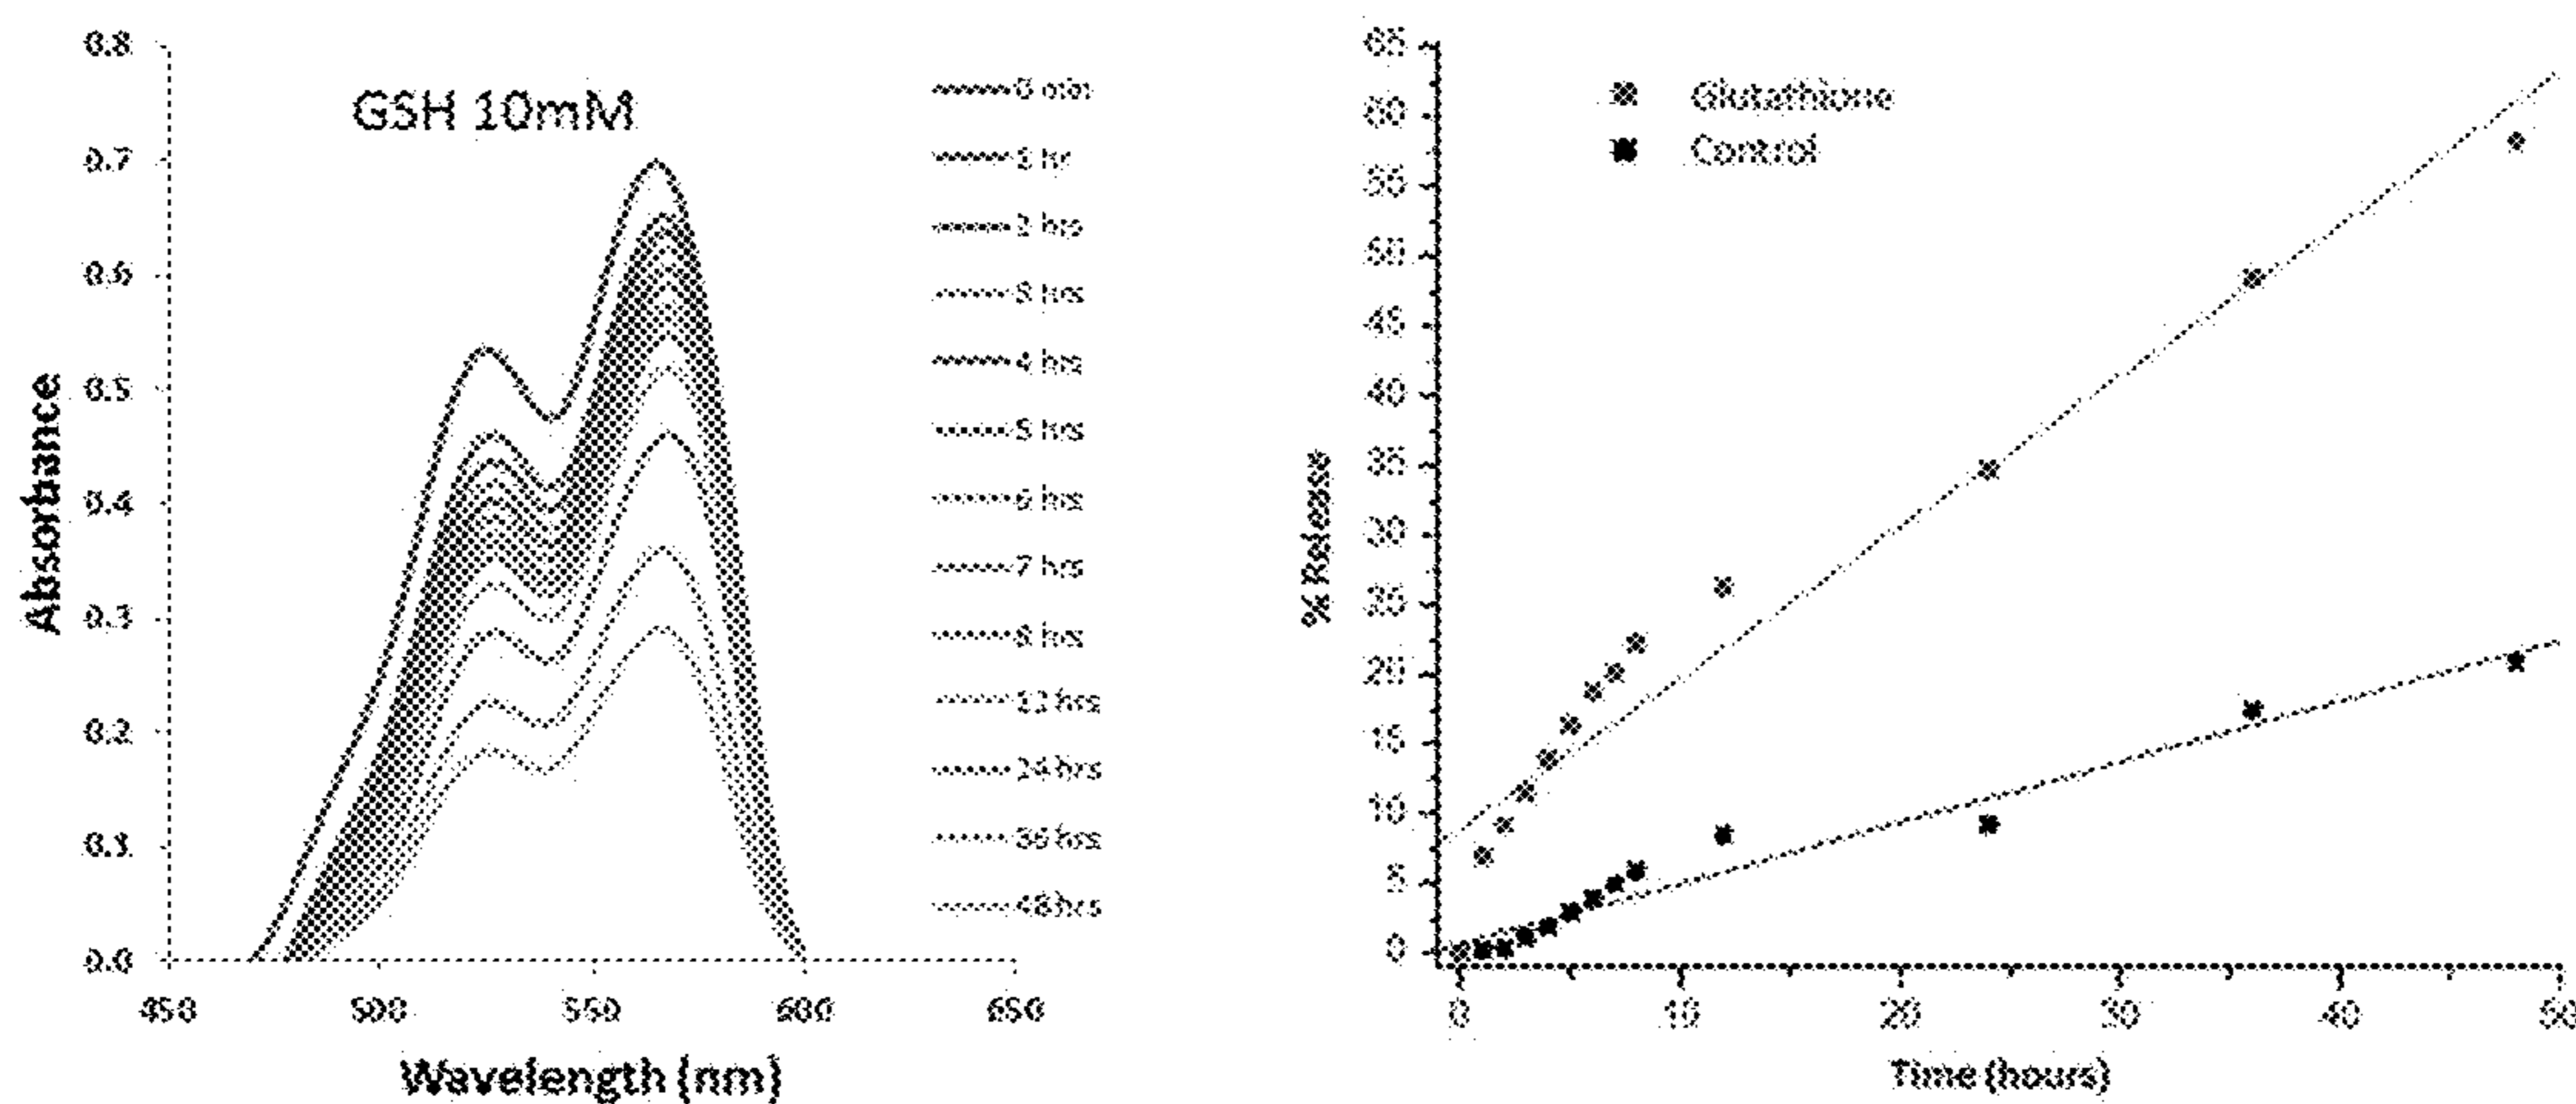 GSH 10mM
0.8
0.7
0.6
0.5
0.4
0.3
0.2
0.1
0.0
Absorbance
450
500
550
600
650
Wavelength (nm)
0 min
1 hr
2 hrs
3 hrs
4 hrs
5 hrs
6 hrs
7 hrs
8 hrs
12 hrs
24 hrs
36 hrs
48 hrs
65
60
55
50
45
40
35
30
25
20
15
10
5
0
% Release
Glutathione
Control
0
10
20
30
40
50
Time (hours)